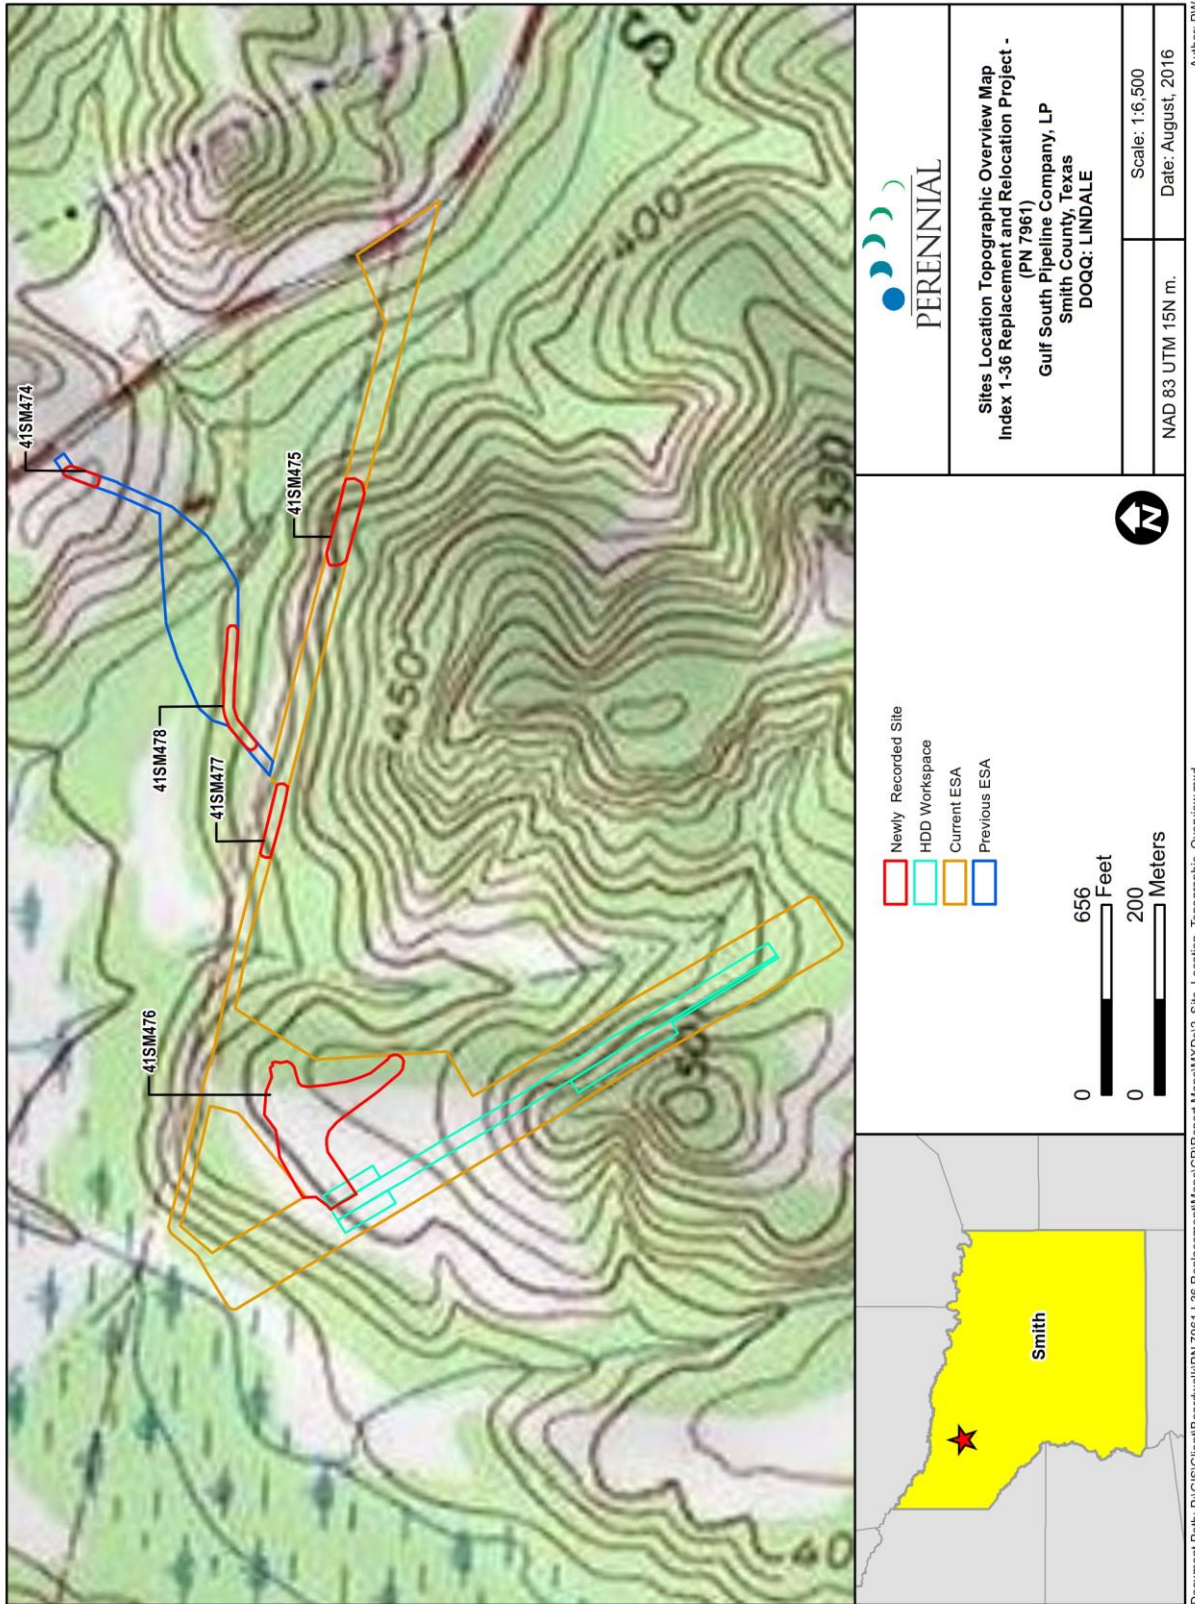 41SM474
41SM475
41SM478
41SM477
41SM476
450
400
530
PERENNIAL
Sites Location Topographic Overview Map
Index 1-36 Replacement and Relocation Project -
(PN 7961)
Gulf South Pipeline Company, LP
Smith County, Texas
DOQQ: LINDALE
NAD 83 UTM 15N m.
Scale: 1:6,500
Date: August, 2016
Newly Recorded Site
HDD Workspace
Current ESA
Previous ESA
N
0 656
Feet
0 200
Meters
Smith